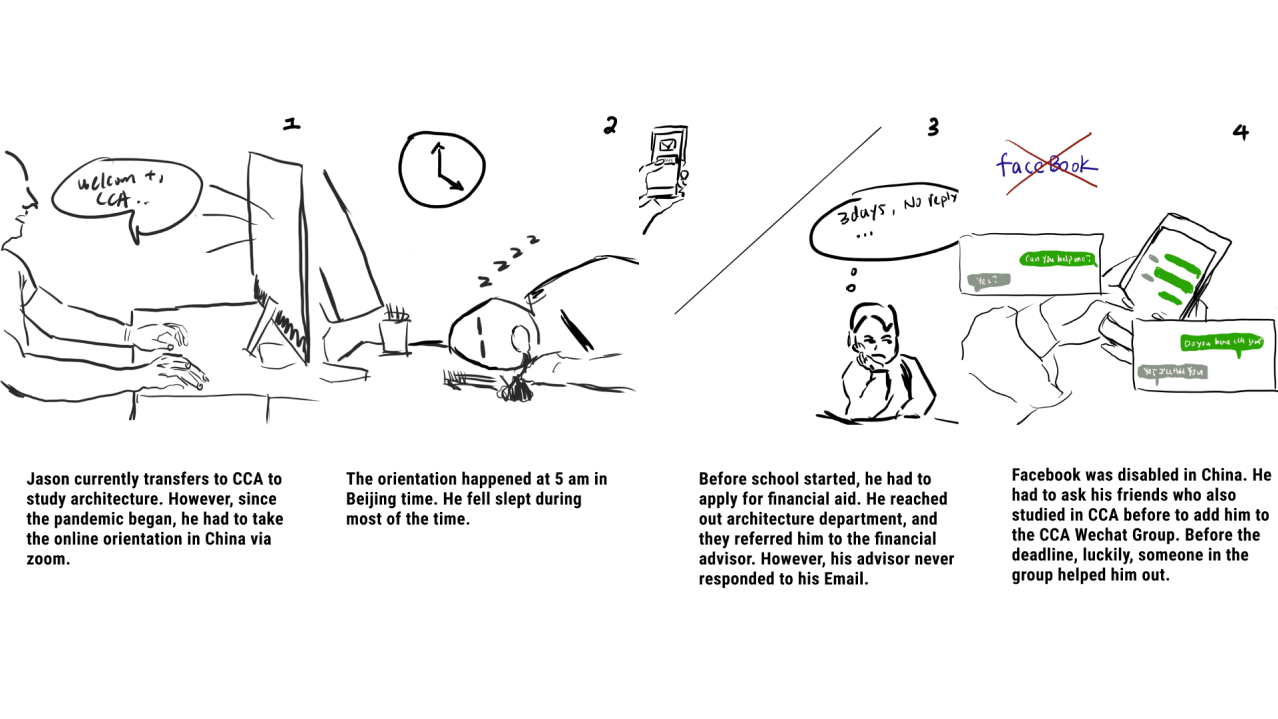 1
welcom to
CCA..
2
z z z z
3
3days, No reply
...
4
faceBook
Can you help me?
Yes?
Do you have CCA
Jason currently transfers to CCA to
study architecture. However, since
the pandemic began, he had to take
the online orientation in China via
zoom.
The orientation happened at 5 am in
Beijing time. He fell slept during
most of the time.
Before school started, he had to
apply for financial aid. He reached
out architecture department, and
they referred him to the financial
advisor. However, his advisor never
responded to his Email.
Facebook was disabled in China. He
had to ask his friends who also
studied in CCA before to add him to
the CCA Wechat Group. Before the
deadline, luckily, someone in the
group helped him out.